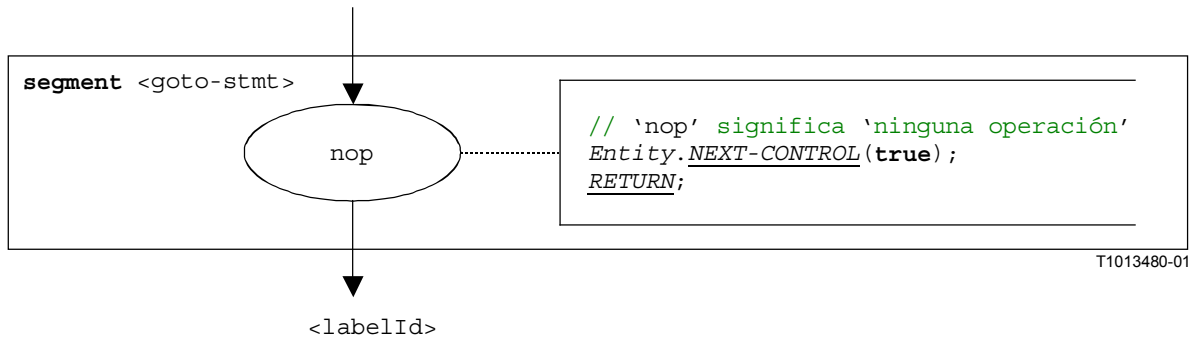 segment <goto-stmt>
nop
// ‘nop’ significa ‘ninguna operación’
Entity.NEXT-CONTROL(true);
RETURN;
T1013480-01
<labelId>